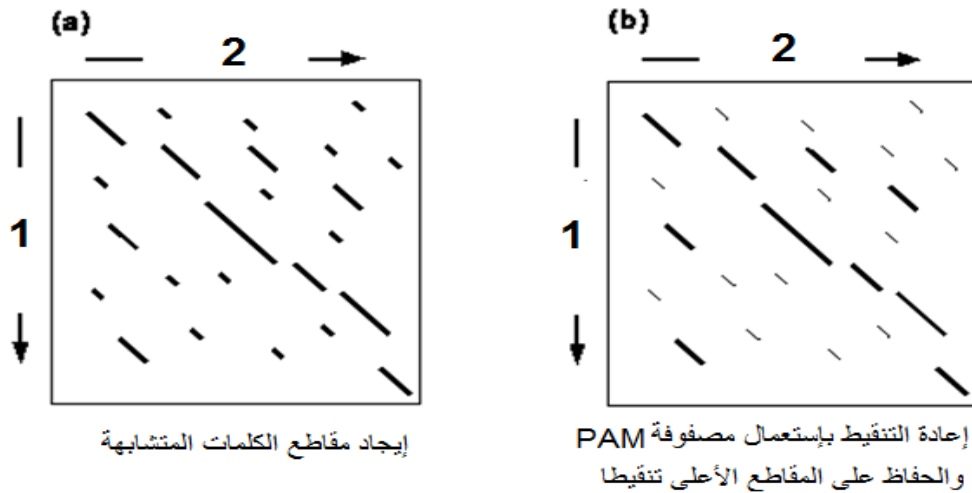 (a)
2
1
إيجاد مقاطع الكلمات المتشابهة
(b)
2
1
إعادة التنقيط بإستعمال مصفوفة PAM
والحفاظ على المقاطع الأعلى تنقيطا